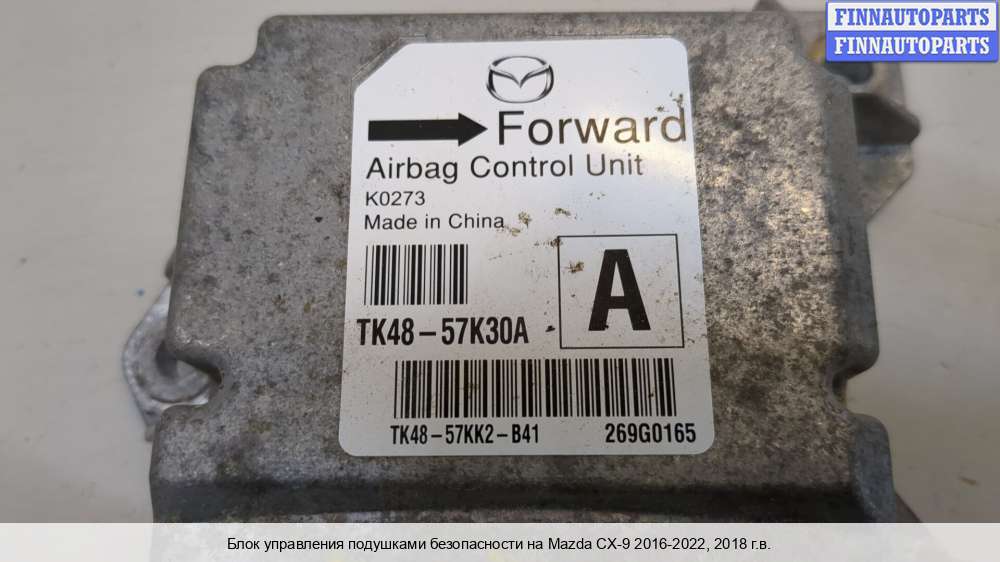 FINNAUTOPARTS
FINNAUTOPARTS
Forward
Airbag Control Unit
K0273
Made in China
A
TK48-57K30A
TK48-57KK2-B41 269G0165
Блок управления подушками безопасности на Mazda CX-9 2016-2022, 2018 г.в.